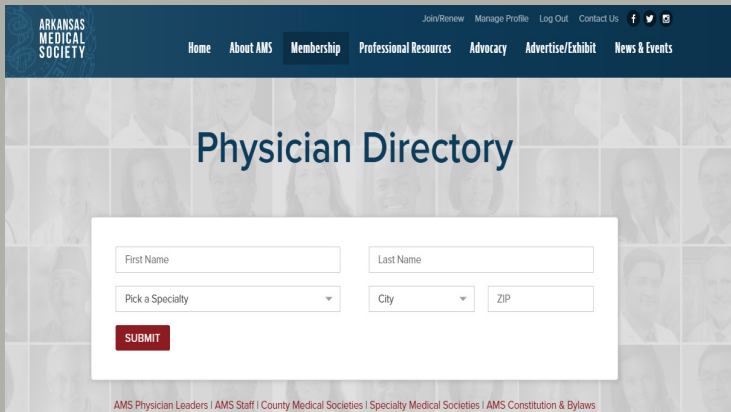 Join/Renew Manage Profile Log Out Contact Us
ARKANSAS
MEDICAL
SOCIETY
Home About AMS Membership Professional Resources Advocacy Advertise/Exhibit News & Events
Physician Directory
First Name Last Name
Pick a Specialty City ZIP
SUBMIT
AMS Physician Leaders | AMS Staff | County Medical Societies | Specialty Medical Societies | AMS Constitution & Bylaws